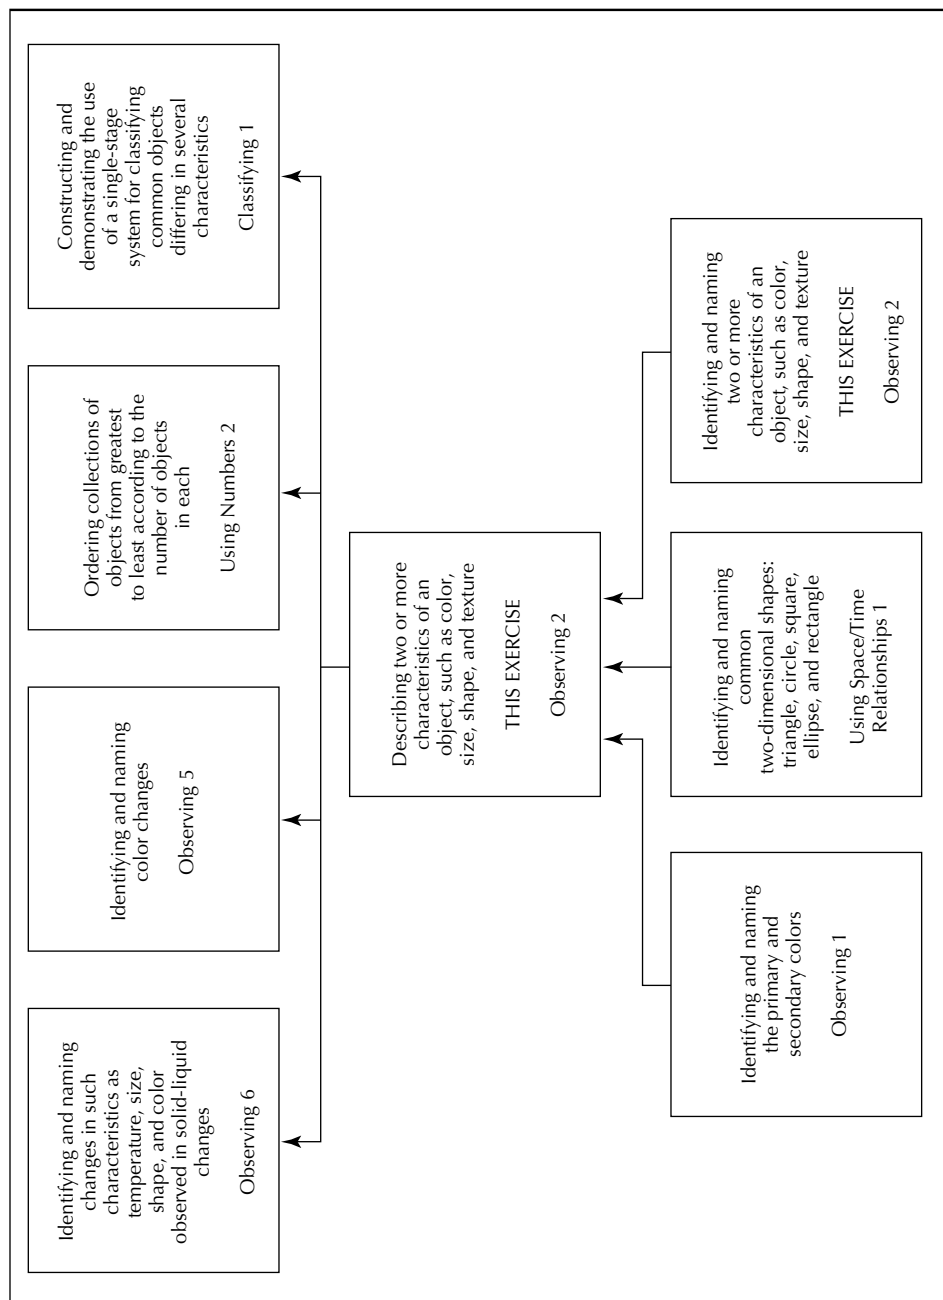 Identifying and naming
changes in such
characteristics as
temperature, size,
shape, and color
observed in solid-liquid
changes
Observing 6
Identifying and naming
color changes
Observing 5
Ordering collections of
objects from greatest
to least according to the
number of objects
in each
Using Numbers 2
Constructing and
demonstrating the use
of a single-stage
system for classifying
common objects
differing in several
characteristics
Classifying 1
Describing two or more
characteristics of an
object, such as color,
size, shape, and texture
THIS EXERCISE
Observing 2
Identifying and naming
the primary and
secondary colors
Observing 1
Identifying and naming
common
two-dimensional shapes:
triangle, circle, square,
ellipse, and rectangle
Using Space/Time
Relationships 1
Identifying and naming
two or more
characteristics of an
object, such as color,
size, shape, and texture
THIS EXERCISE
Observing 2